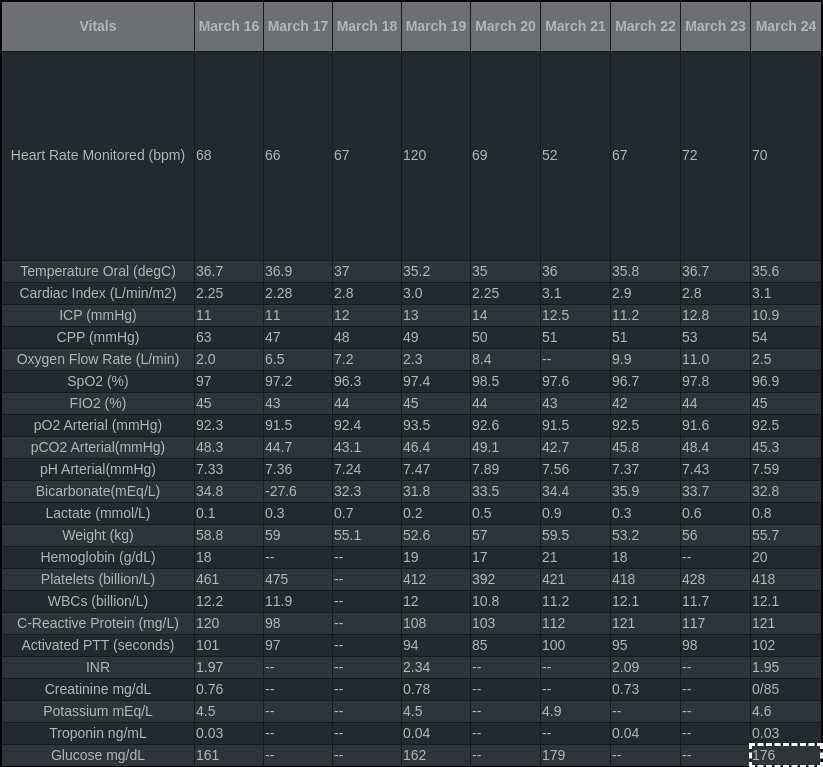 Vitals March 16 March 17 March 18 March 19 March 20 March 21 March 22 March 23 March 24
Heart Rate Monitored (bpm) 68 66 67 120 69 52 67 72 70
Temperature Oral (degC) 36.7 36.9 37 35.2 35 36 35.8 36.7 35.6
Cardiac Index (L/min/m2) 2.25 2.28 2.8 3.0 2.25 3.1 2.9 2.8 3.1
ICP (mmHg) 11 11 12 13 14 12.5 11.2 12.8 10.9
CPP (mmHg) 63 47 48 49 50 51 51 53 54
Oxygen Flow Rate (L/min) 2.0 6.5 7.2 2.3 8.4 -- 9.9 11.0 2.5
SpO2 (%) 97 97.2 96.3 97.4 98.5 97.6 96.7 97.8 96.9
FIO2 (%) 45 43 44 45 44 43 42 44 45
pO2 Arterial (mmHg) 92.3 91.5 92.4 93.5 92.6 91.5 92.5 91.6 92.5
pCO2 Arterial(mmHg) 48.3 44.7 43.1 46.4 49.1 42.7 45.8 48.4 45.3
pH Arterial(mmHg) 7.33 7.36 7.24 7.47 7.89 7.56 7.37 7.43 7.59
Bicarbonate(mEq/L) 34.8 -27.6 32.3 31.8 33.5 34.4 35.9 33.7 32.8
Lactate (mmol/L) 0.1 0.3 0.7 0.2 0.5 0.9 0.3 0.6 0.8
Weight (kg) 58.8 59 55.1 52.6 57 59.5 53.2 56 55.7
Hemoglobin (g/dL) 18 -- -- 19 17 21 18 -- 20
Platelets (billion/L) 461 475 -- 412 392 421 418 428 418
WBCs (billion/L) 12.2 11.9 -- 12 10.8 11.2 12.1 11.7 12.1
C-Reactive Protein (mg/L) 120 98 -- 108 103 112 121 117 121
Activated PTT (seconds) 101 97 -- 94 85 100 95 98 102
INR 1.97 -- -- 2.34 -- -- 2.09 -- 1.95
Creatinine mg/dL 0.76 -- -- 0.78 -- -- 0.73 -- 0/85
Potassium mEq/L 4.5 -- -- 4.5 -- 4.9 -- -- 4.6
Troponin ng/mL 0.03 -- -- 0.04 -- -- 0.04 -- 0.03
Glucose mg/dL 161 -- -- 162 -- 179 -- -- 176